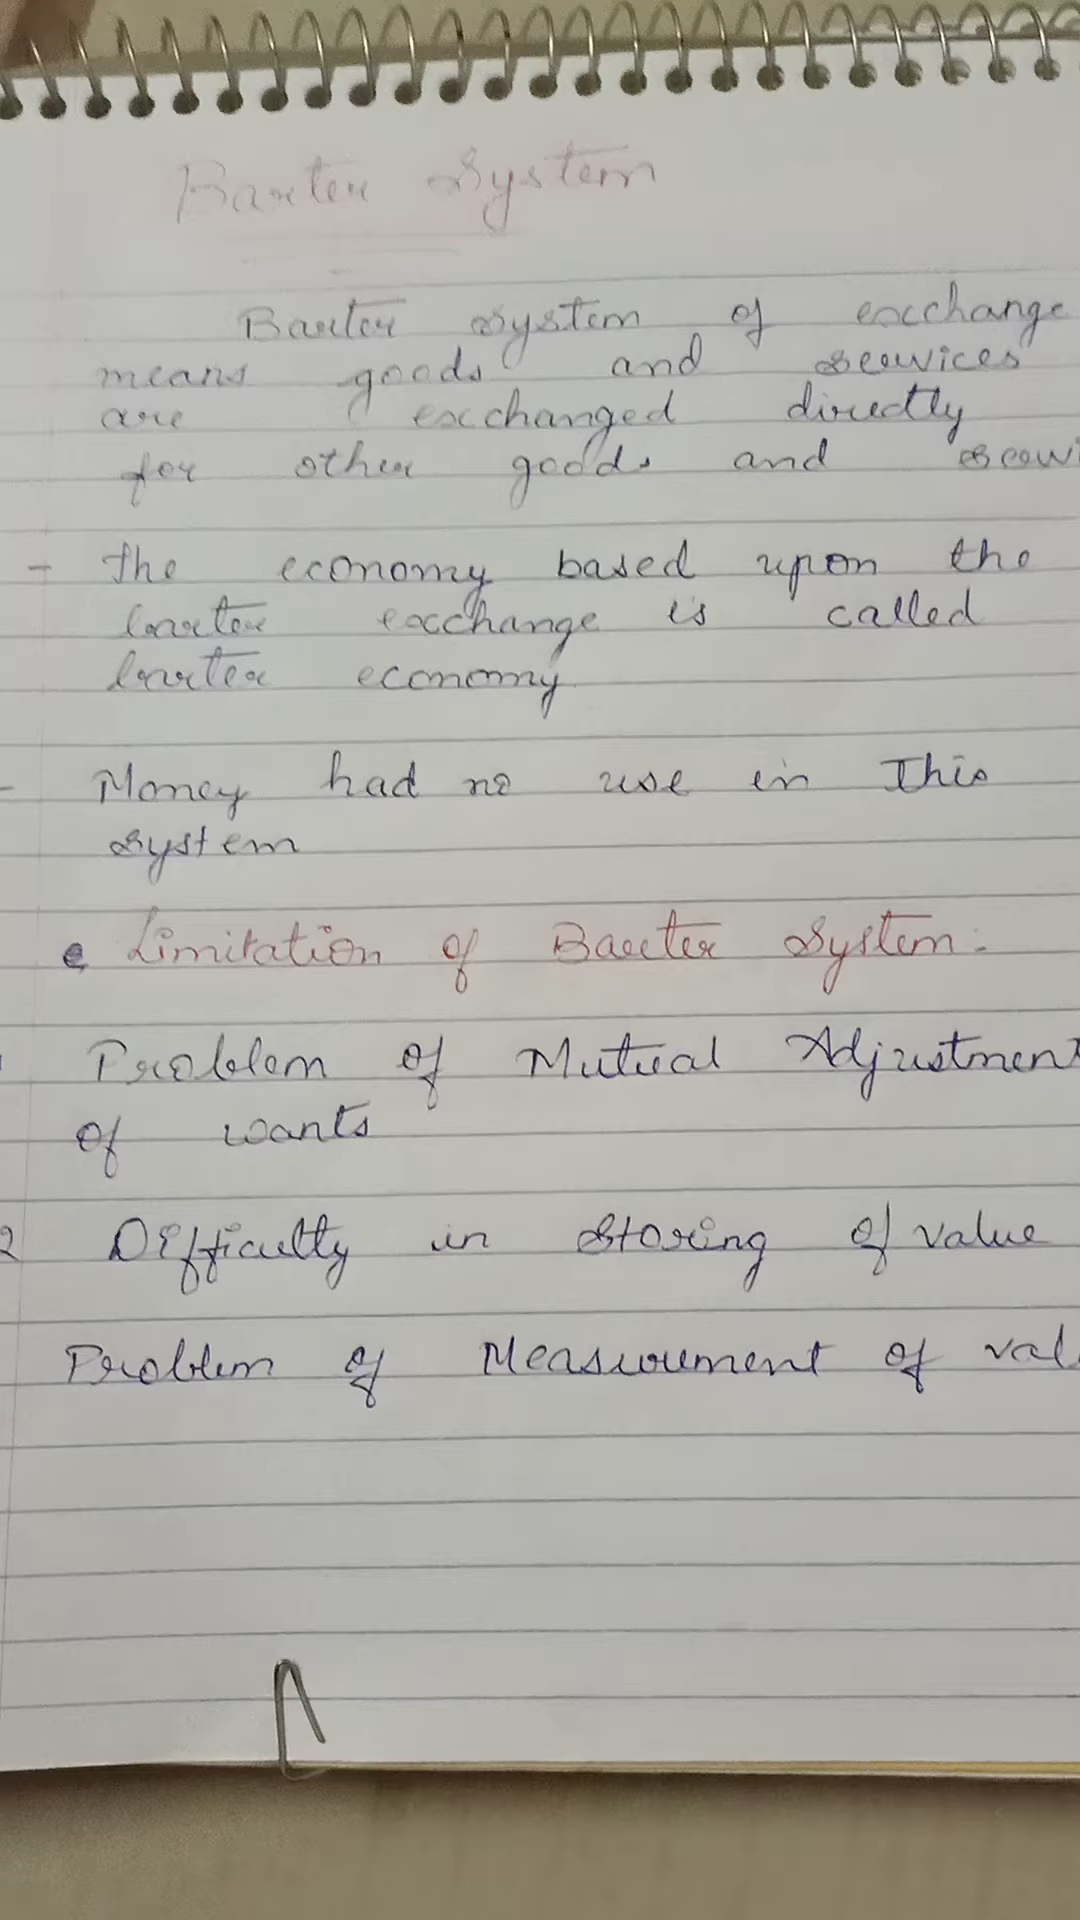 Barter System
Barter system of exchange
means goods and services
are exchanged directly
for other goods and servi
- the economy based upon the
barter exchange is called
barter economy
- Money had no use in This
system
Limitation of Barter System:
Problem of Mutual Adjustment
of wants
2 Difficulty in storing of value
Problem of Measurement of val